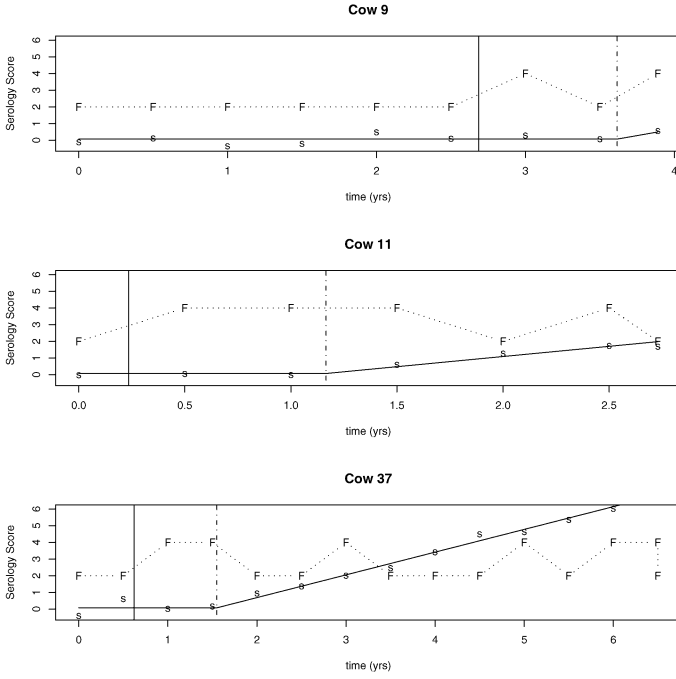 Cow 9
Serology Score
6
5
4
3
2
1
0
F F F F F F F F F
s s s s s s s s s
0 1 2 3 4
time (yrs)
Cow 11
Serology Score
6
5
4
3
2
1
0
F F F F F F F
s s s s s s s
0.0 0.5 1.0 1.5 2.0 2.5
time (yrs)
Cow 37
Serology Score
6
5
4
3
2
1
0
F F F F F F F F F F F F F F F
s s s s s s s s s s s s s
0 1 2 3 4 5 6
time (yrs)